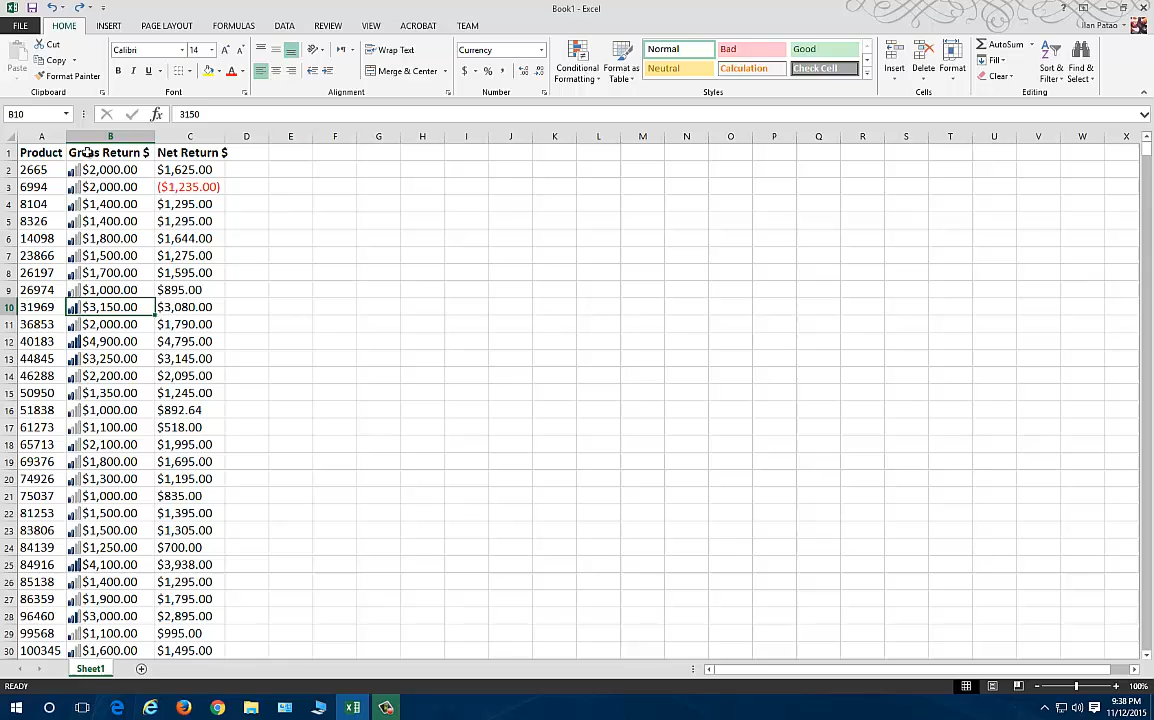 Book1 - Excel
Ilan Patao
FILE HOME INSERT PAGE LAYOUT FORMULAS DATA REVIEW VIEW ACROBAT TEAM
Paste
Cut
Copy
Format Painter
Clipboard
Calibri 14
B I U
Font
Wrap Text
Merge & Center
Alignment
Currency
$ % ,
Number
Conditional Formatting
Format as Table
Normal Bad Good
Neutral Calculation Check Cell
Styles
Insert Delete Format
Cells
AutoSum
Fill
Clear
Sort & Filter
Find & Select
Editing
B10 fx 3150
A B C D E F G H I J K L M N O P Q R S T U V W X
1 Product Gross Return $ Net Return $
2 2665 $2,000.00 $1,625.00
3 6994 $2,000.00 ($1,235.00)
4 8104 $1,400.00 $1,295.00
5 8326 $1,400.00 $1,295.00
6 14098 $1,800.00 $1,644.00
7 23866 $1,500.00 $1,275.00
8 26197 $1,700.00 $1,595.00
9 26974 $1,000.00 $895.00
10 31969 $3,150.00 $3,080.00
11 36853 $2,000.00 $1,790.00
12 40183 $4,900.00 $4,795.00
13 44845 $3,250.00 $3,145.00
14 46288 $2,200.00 $2,095.00
15 50950 $1,350.00 $1,245.00
16 51838 $1,000.00 $892.64
17 61273 $1,100.00 $518.00
18 65713 $2,100.00 $1,995.00
19 69376 $1,800.00 $1,695.00
20 74926 $1,300.00 $1,195.00
21 75037 $1,000.00 $835.00
22 81253 $1,500.00 $1,395.00
23 83806 $1,500.00 $1,305.00
24 84139 $1,250.00 $700.00
25 84916 $4,100.00 $3,938.00
26 85138 $1,400.00 $1,295.00
27 86359 $1,900.00 $1,795.00
28 96460 $3,000.00 $2,895.00
29 99568 $1,100.00 $995.00
30 100345 $1,600.00 $1,495.00
Sheet1
READY 100%
9:38 PM
11/12/2015